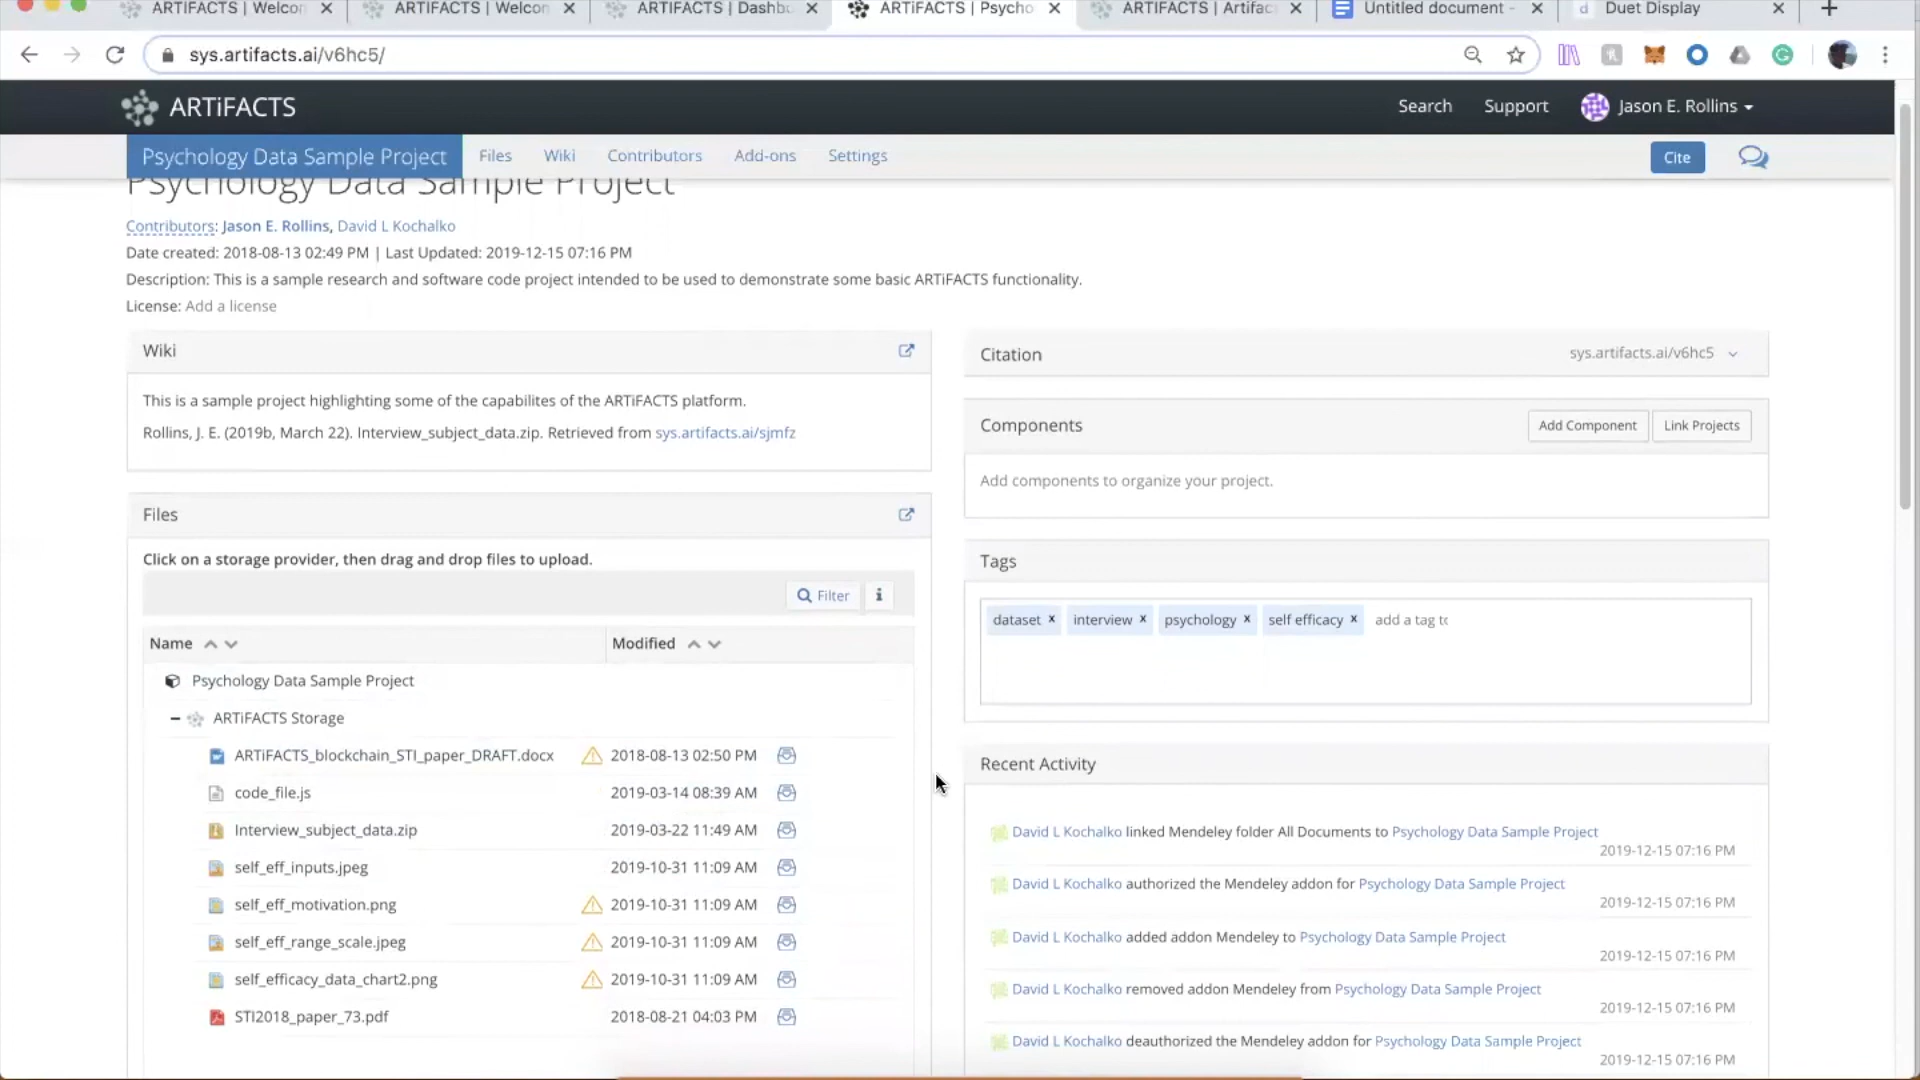 ARTiFACTS | Welcon
ARTiFACTS | Welcon
ARTiFACTS | Dashbo
ARTiFACTS | Psycho
ARTiFACTS | Artifac
Untitled document -
Duet Display
sys.artifacts.ai/v6hc5/
ARTiFACTS
Search
Support
Jason E. Rollins
Psychology Data Sample Project
Files
Wiki
Contributors
Add-ons
Settings
Cite
Psychology Data Sample Project
Contributors: Jason E. Rollins, David L Kochalko
Date created: 2018-08-13 02:49 PM | Last Updated: 2019-12-15 07:16 PM
Description: This is a sample research and software code project intended to be used to demonstrate some basic ARTiFACTS functionality.
License: Add a license
Wiki
This is a sample project highlighting some of the capabilites of the ARTiFACTS platform.
Rollins, J. E. (2019b, March 22). Interview_subject_data.zip. Retrieved from sys.artifacts.ai/sjmfz
Files
Click on a storage provider, then drag and drop files to upload.
Filter
i
Name
Modified
Psychology Data Sample Project
ARTiFACTS Storage
ARTiFACTS_blockchain_STI_paper_DRAFT.docx 2018-08-13 02:50 PM
code_file.js 2019-03-14 08:39 AM
Interview_subject_data.zip 2019-03-22 11:49 AM
self_eff_inputs.jpeg 2019-10-31 11:09 AM
self_eff_motivation.png 2019-10-31 11:09 AM
self_eff_range_scale.jpeg 2019-10-31 11:09 AM
self_efficacy_data_chart2.png 2019-10-31 11:09 AM
STI2018_paper_73.pdf 2018-08-21 04:03 PM
Citation
sys.artifacts.ai/v6hc5
Components
Add Component
Link Projects
Add components to organize your project.
Tags
dataset x interview x psychology x self efficacy x add a tag to
Recent Activity
David L Kochalko linked Mendeley folder All Documents to Psychology Data Sample Project
2019-12-15 07:16 PM
David L Kochalko authorized the Mendeley addon for Psychology Data Sample Project
2019-12-15 07:16 PM
David L Kochalko added addon Mendeley to Psychology Data Sample Project
2019-12-15 07:16 PM
David L Kochalko removed addon Mendeley from Psychology Data Sample Project
2019-12-15 07:16 PM
David L Kochalko deauthorized the Mendeley addon for Psychology Data Sample Project
2019-12-15 07:16 PM